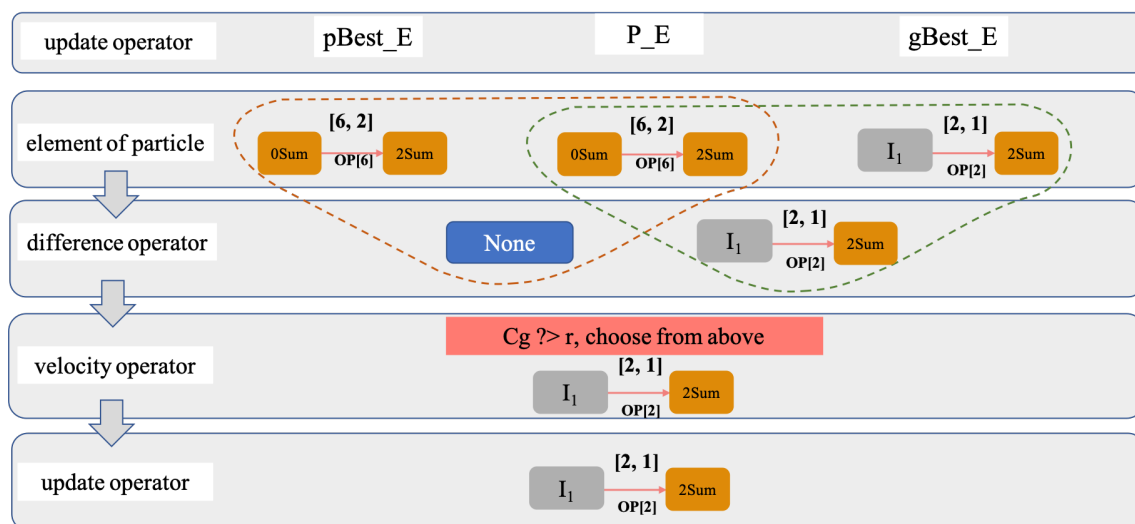 update operator
pBest_E
P_E
gBest_E
element of particle
[6, 2]
0Sum
2Sum
OP[6]
[6, 2]
0Sum
2Sum
OP[6]
[2, 1]
I₁
2Sum
OP[2]
difference operator
None
[2, 1]
I₁
2Sum
OP[2]
velocity operator
Cg ?> r, choose from above
[2, 1]
I₁
2Sum
OP[2]
update operator
[2, 1]
I₁
2Sum
OP[2]